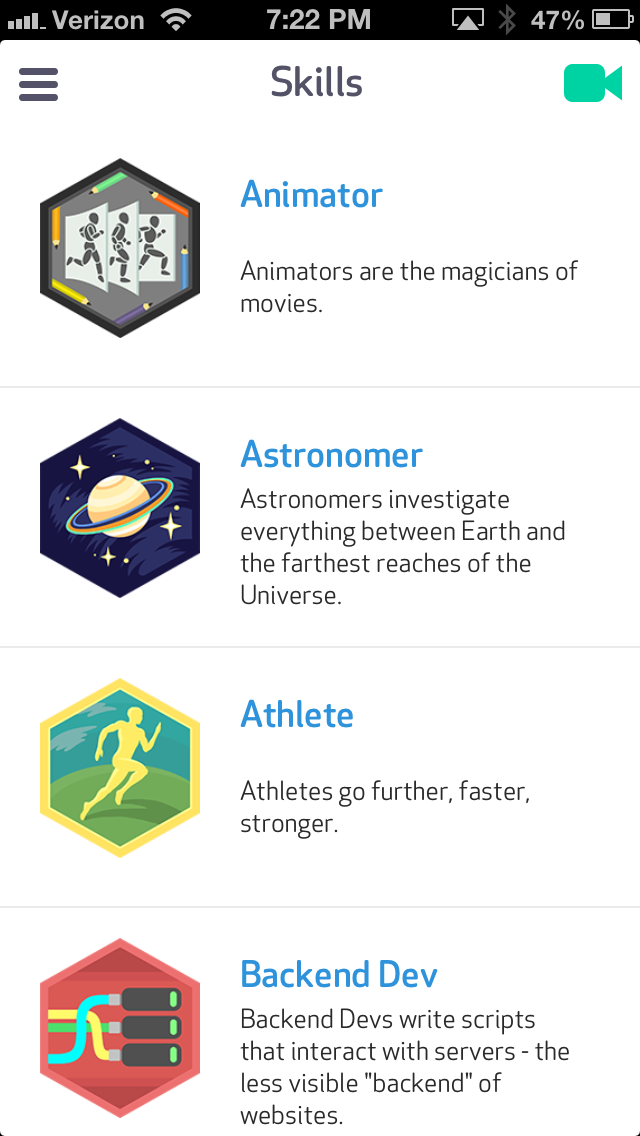 Verizon 7:22 PM 47%
Skills
Animator
Animators are the magicians of
movies.
Astronomer
Astronomers investigate
everything between Earth and
the farthest reaches of the
Universe.
Athlete
Athletes go further, faster,
stronger.
Backend Dev
Backend Devs write scripts
that interact with servers - the
less visible "backend" of
websites.